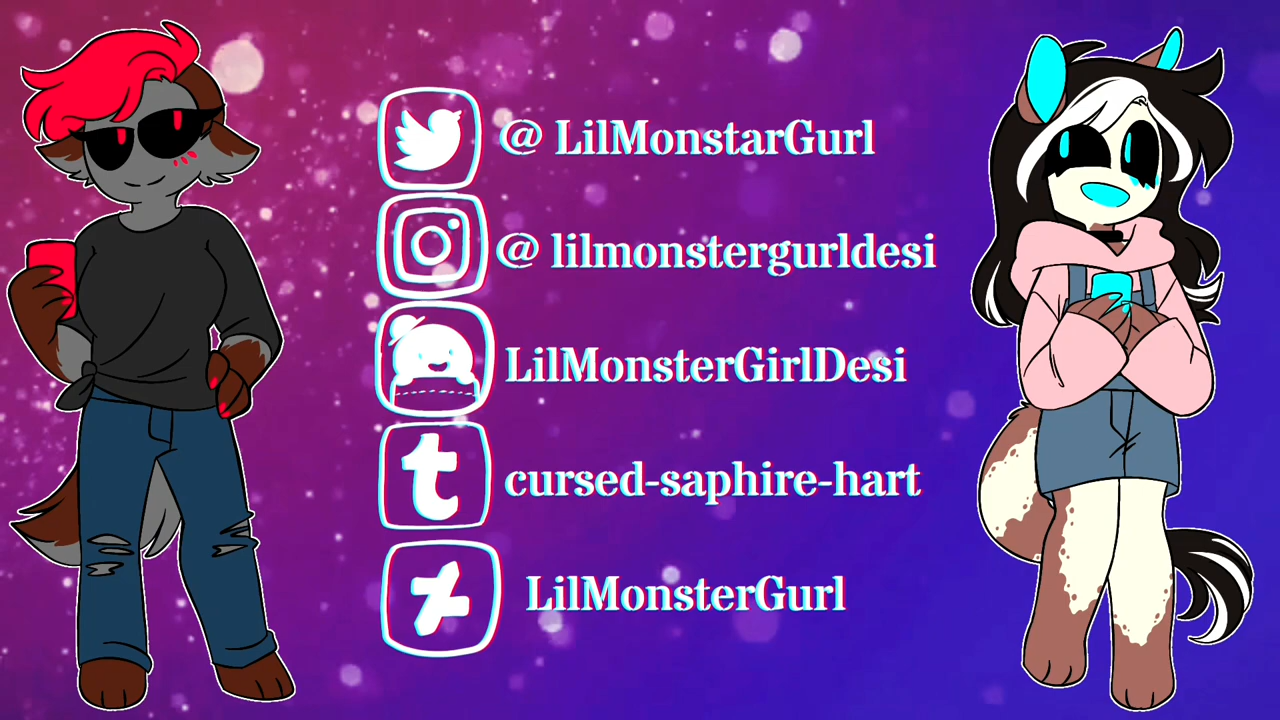 @ LilMonstarGurl
@ lilmonstergurldesi
LilMonsterGirlDesi
t cursed-saphire-hart
LilMonsterGurl